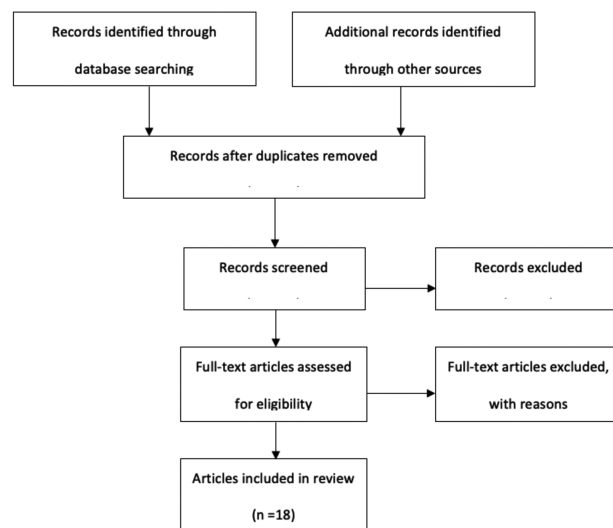 Records identified through
database searching
Additional records identified
through other sources
Records after duplicates removed
Records screened
Records excluded
Full-text articles assessed
for eligibility
Full-text articles excluded,
with reasons
Articles included in review
(n =18)